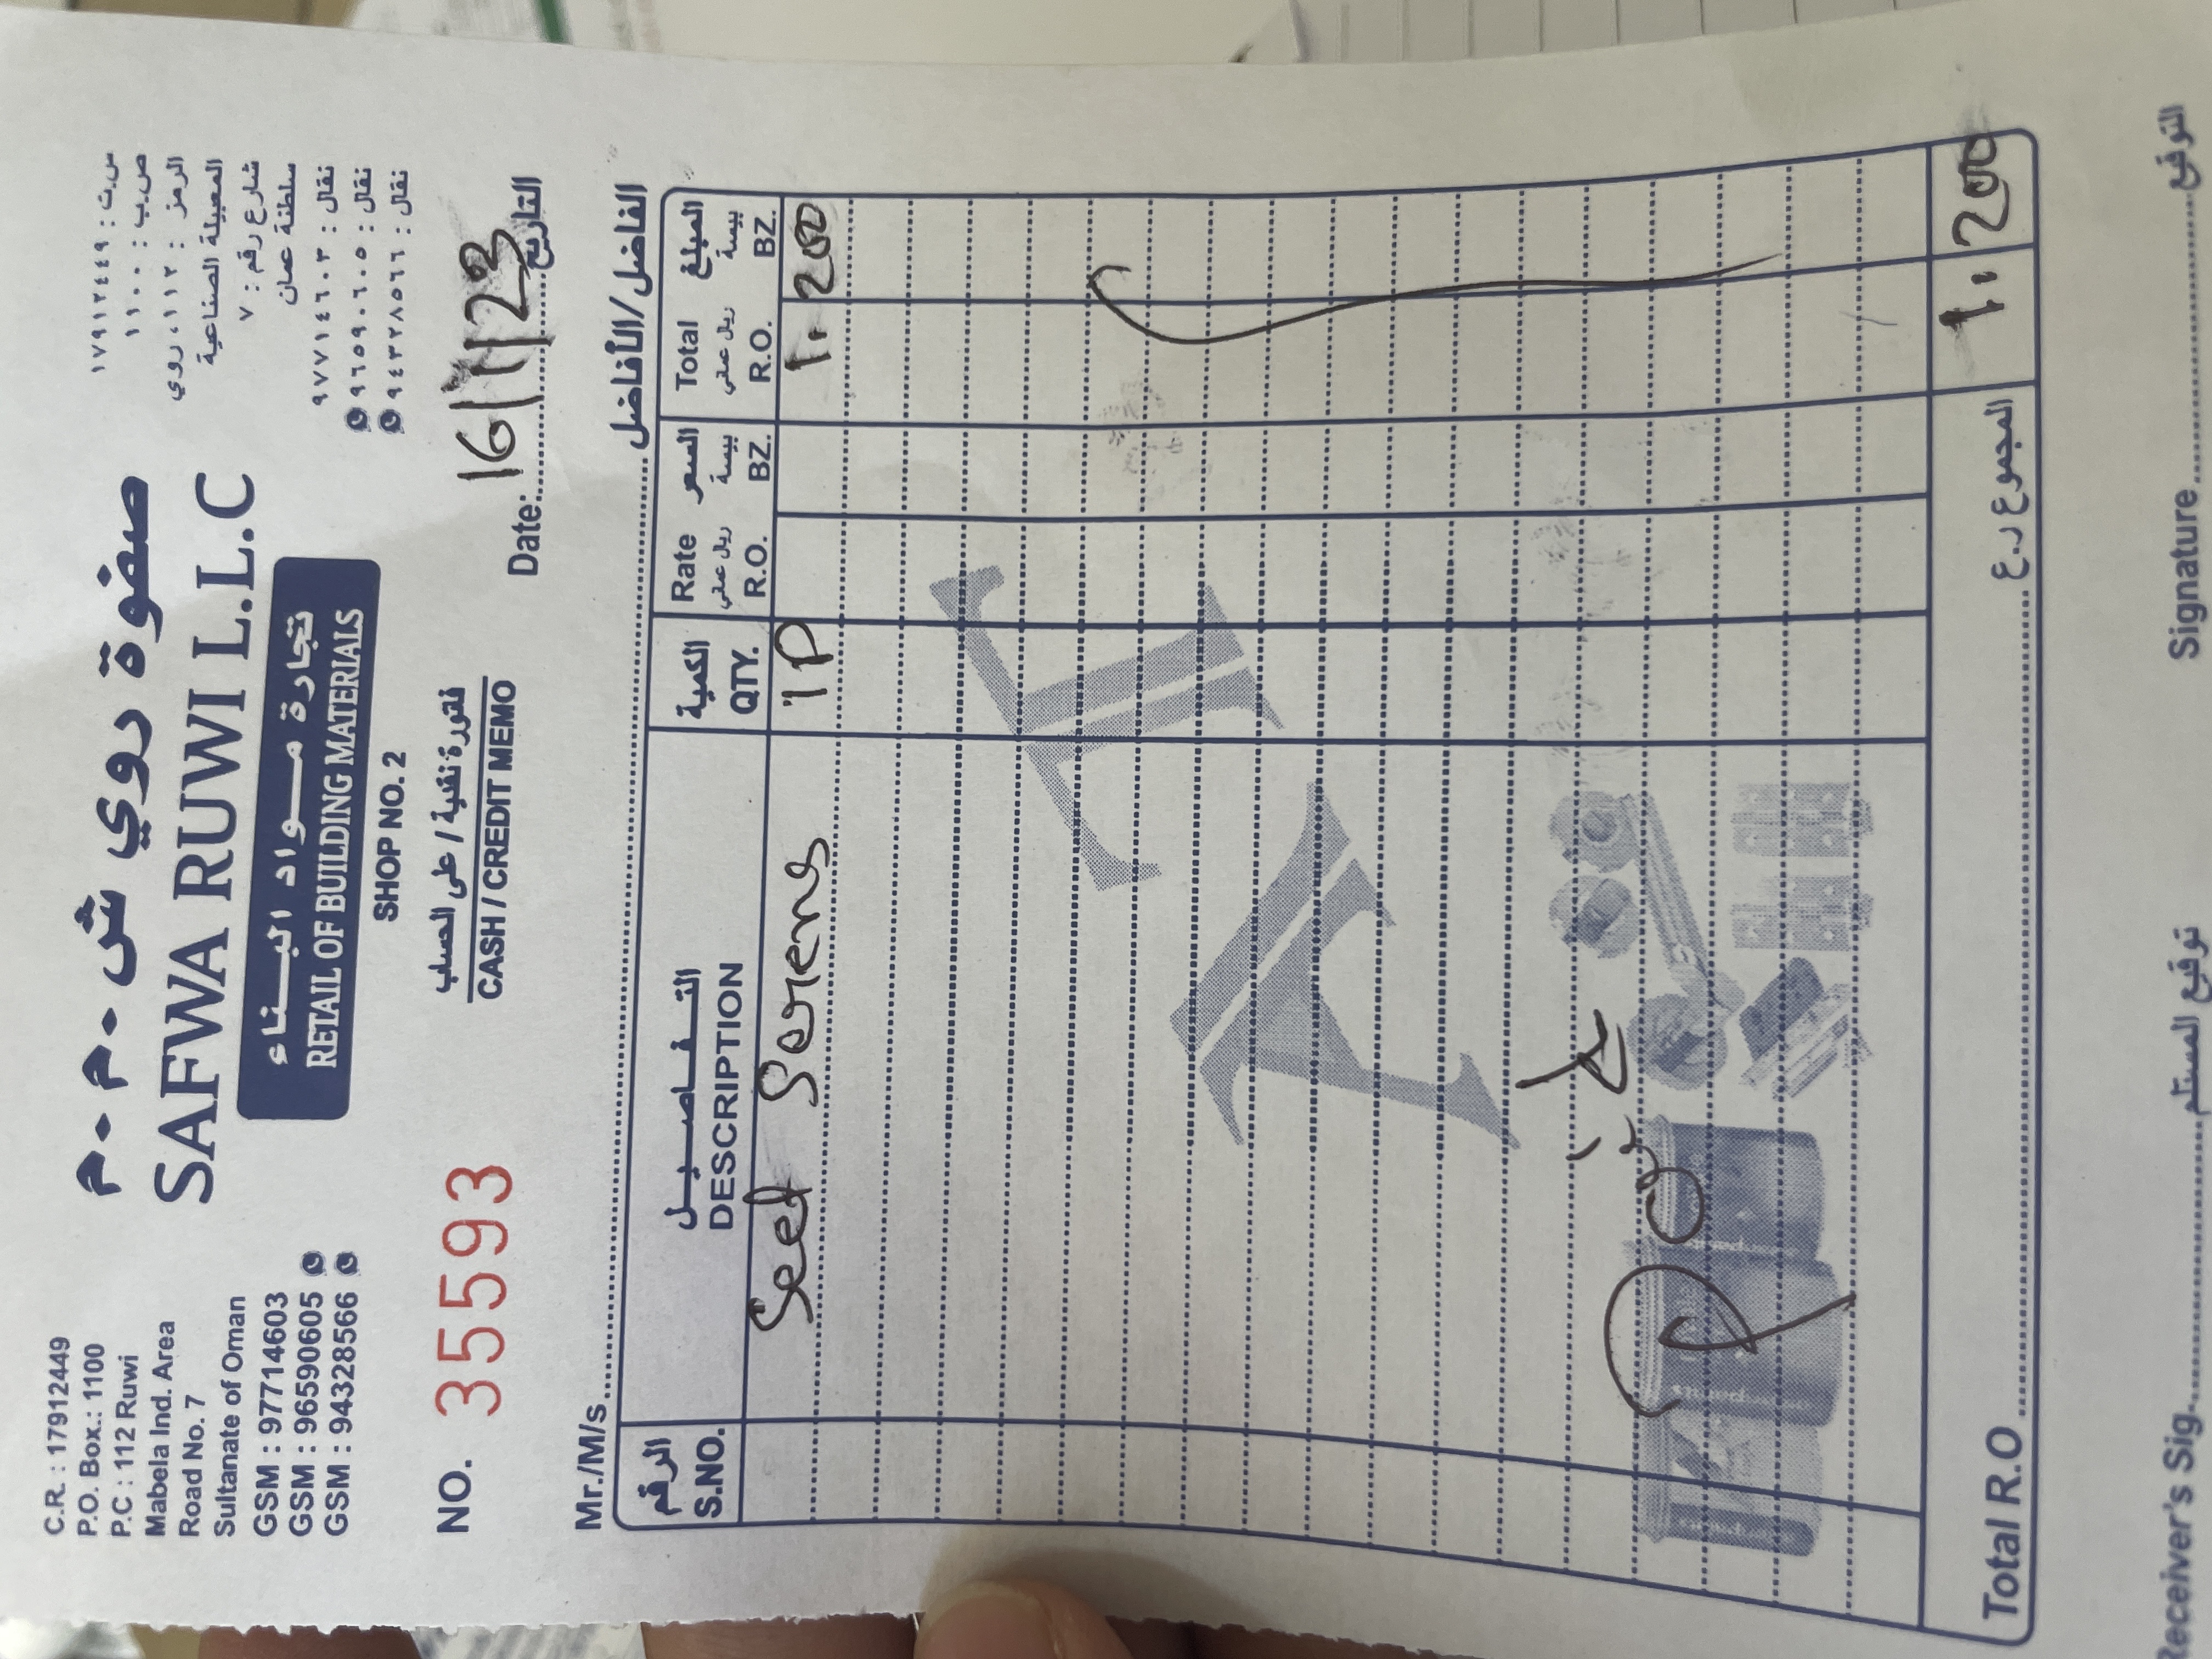 C.R. : 17912449
P.O. Box.: 1100
P.C : 112 Ruwi
Mabela Ind. Area
Road No. 7
Sultanate of Oman
GSM : 97714603
GSM : 96590605
GSM : 94328566
صفوة روي ش.م.م
SAFWA RUWI L.L.C
تجارة مواد البناء
RETAIL OF BUILDING MATERIALS
SHOP NO. 2
س.ت : ١٧٩١٢٤٤٩
ص.ب : ١١٠٠
الرمز : ١١٢، روي
المعبيلة الصناعية
شارع رقم : ٧
سلطنة عمان
نقال : ٩٧٧١٤٦٠٣
نقال : ٩٦٥٩٠٦٠٥
نقال : ٩٤٣٢٨٥٦٦
NO. 35593
فاتورة نقدية / على الحساب
CASH / CREDIT MEMO
Date: 16/1/23 التاريخ
Mr./M/s. الفاضل/الأفاضل
الرقم التفاصيل الكمية السعر المبلغ
S.NO. DESCRIPTION QTY. Rate Total
ريال عماني بيسة ريال عماني بيسة
R.O. BZ. R.O. BZ.
1P 1.200
Total R.O المجموع ر.ع 1.200
Receiver's Sig. توقيع المستلم Signature التوقيع